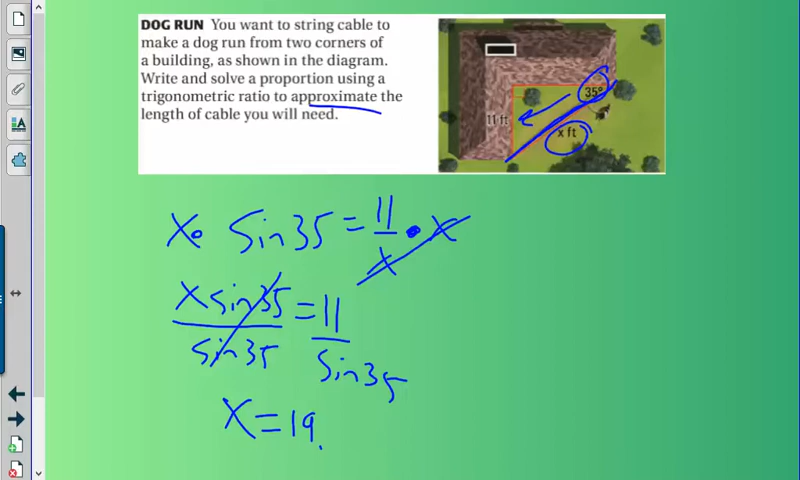 DOG RUN You want to string cable to
make a dog run from two corners of
a building, as shown in the diagram.
Write and solve a proportion using a
trigonometric ratio to approximate the
length of cable you will need.
35°
11 ft
x ft
x • sin 35 = 11/x • x
x sin 35 / sin 35 = 11 / sin 35
x = 19.